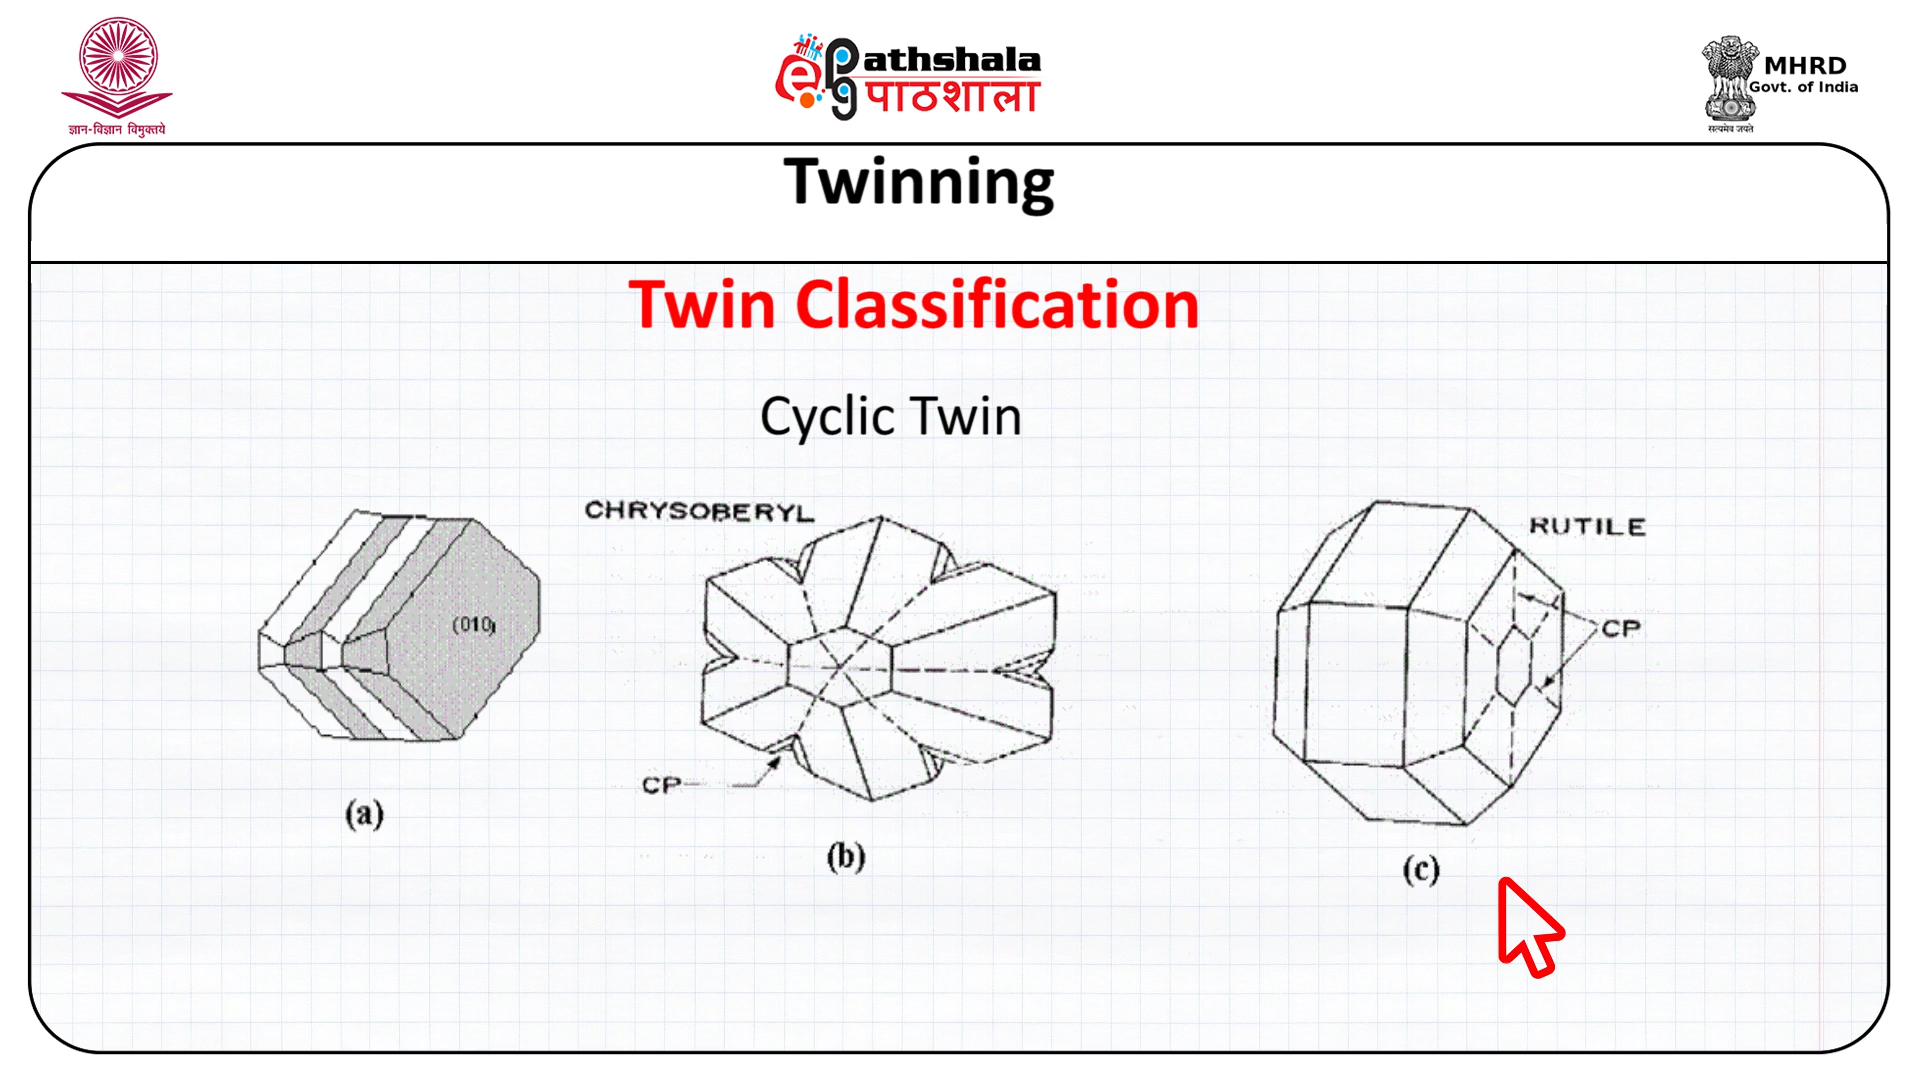 ज्ञान-विज्ञान विमुक्तये
ePathshala
पाठशाला
MHRD
Govt. of India
सत्यमेव जयते
Twinning
Twin Classification
Cyclic Twin
CHRYSOBERYL
RUTILE
(010)
CP
CP
(a)
(b)
(c)